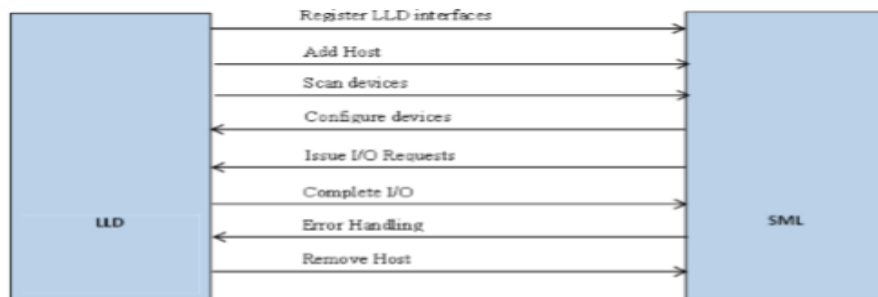 Register LLD interfaces
Add Host
Scan devices
Configure devices
Issue I/O Requests
Complete I/O
LLD
SML
Error Handling
Remove Host